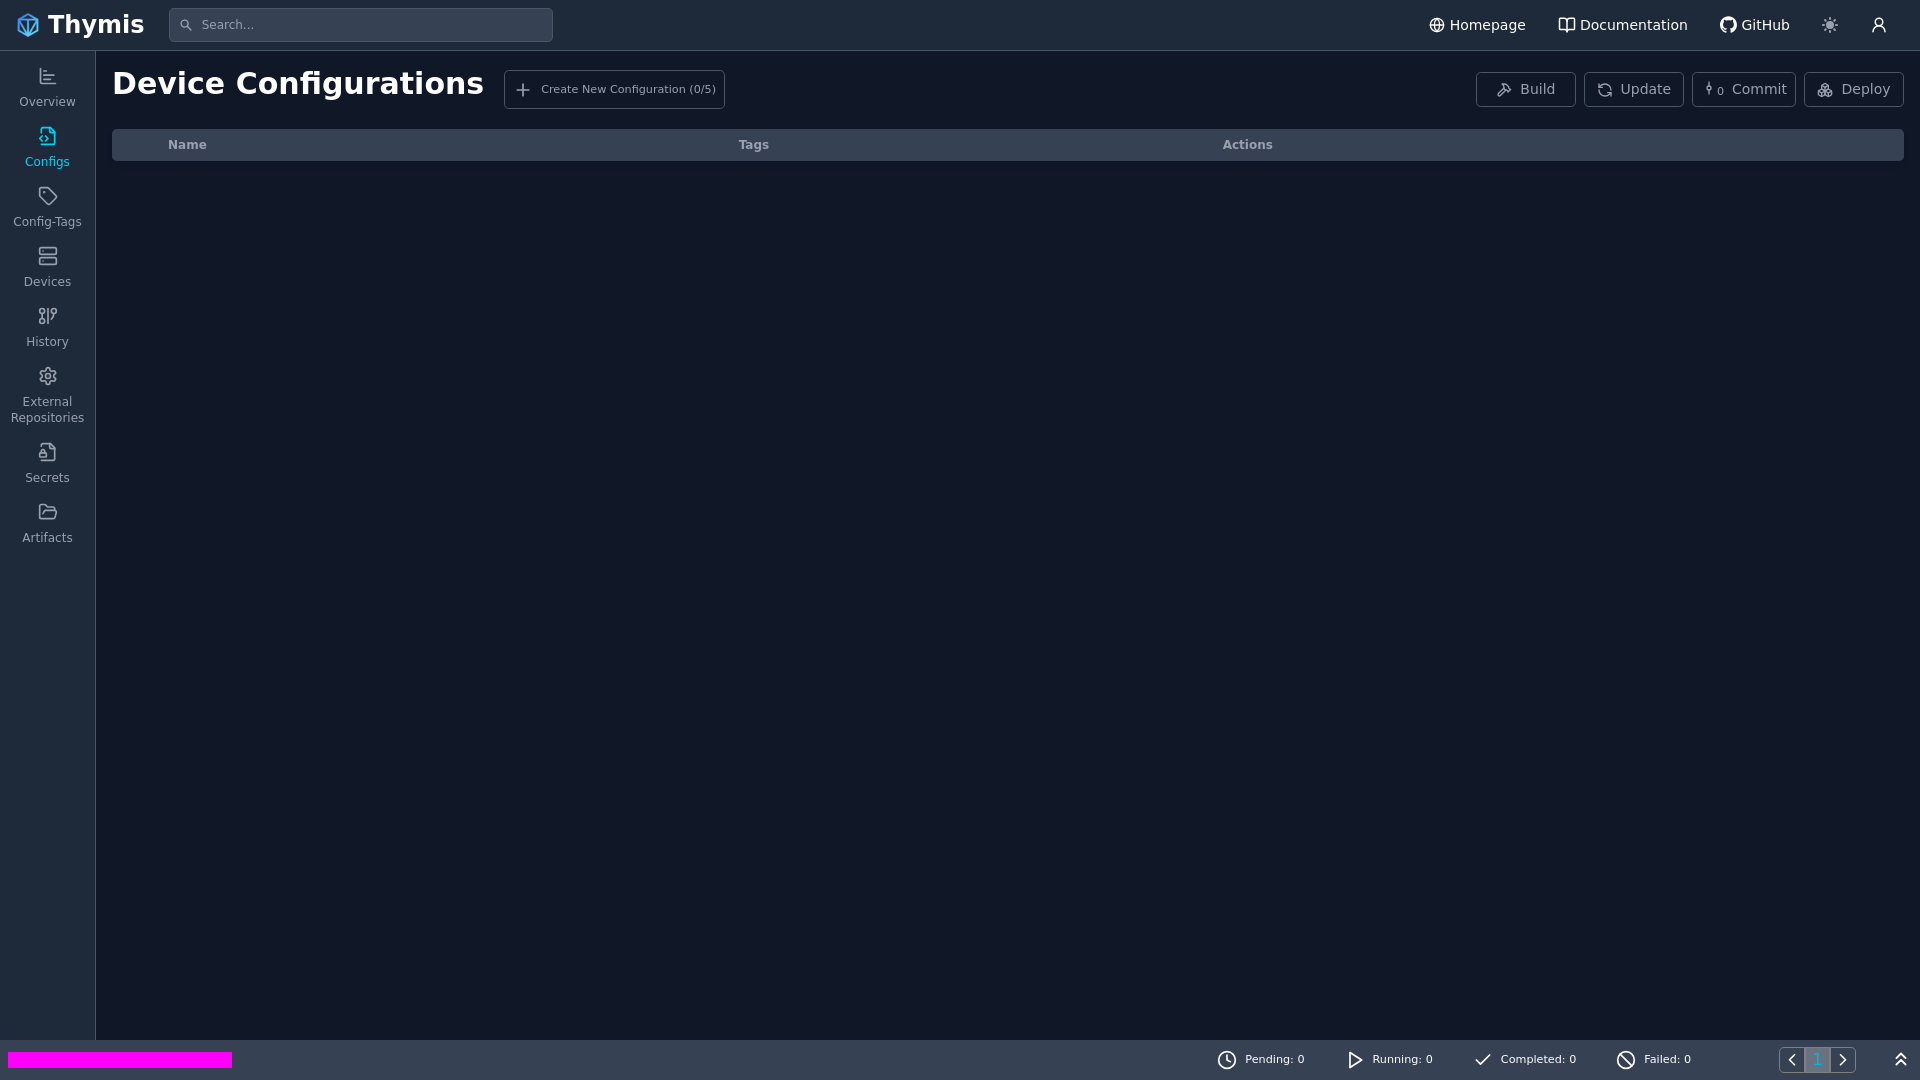 Thymis
Search...
Homepage
Documentation
GitHub
Overview
Configs
Config-Tags
Devices
History
External
Repositories
Secrets
Artifacts
Device Configurations
Create New Configuration (0/5)
Build
Update
0 Commit
Deploy
Name Tags Actions
Pending: 0
Running: 0
Completed: 0
Failed: 0
1